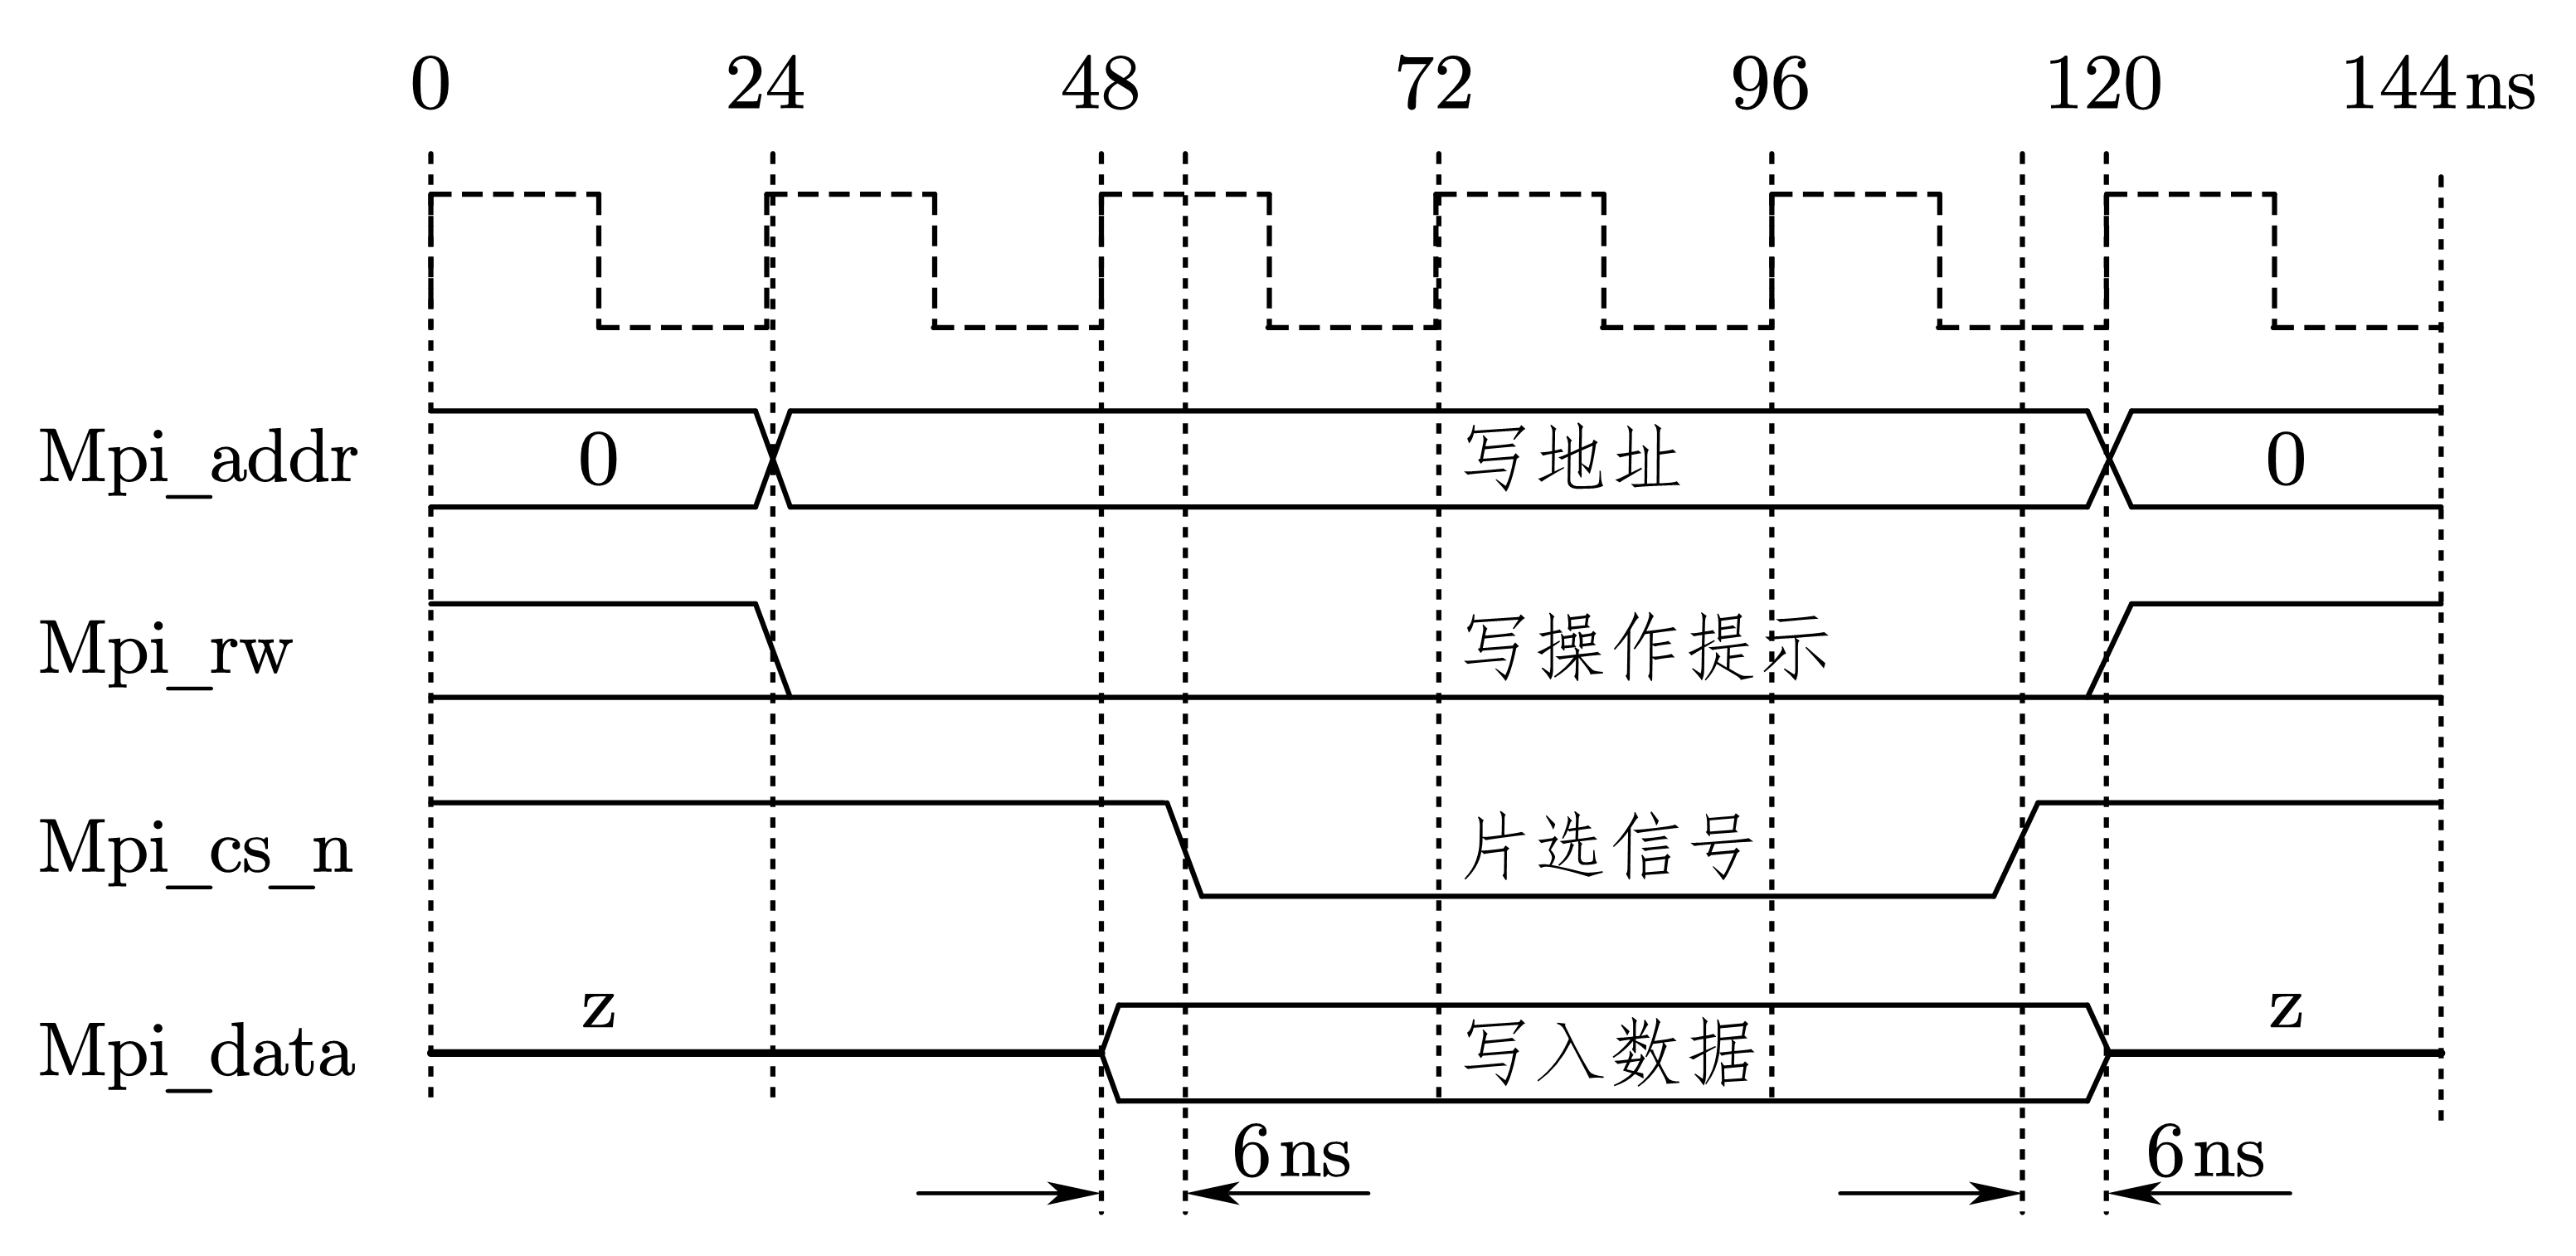 0 24 48 72 96 120 144 ns
Mpi_addr 0 写地址 0
Mpi_rw 写操作提示
Mpi_cs_n 片选信号
Mpi_data z 写入数据 z
6 ns 6 ns